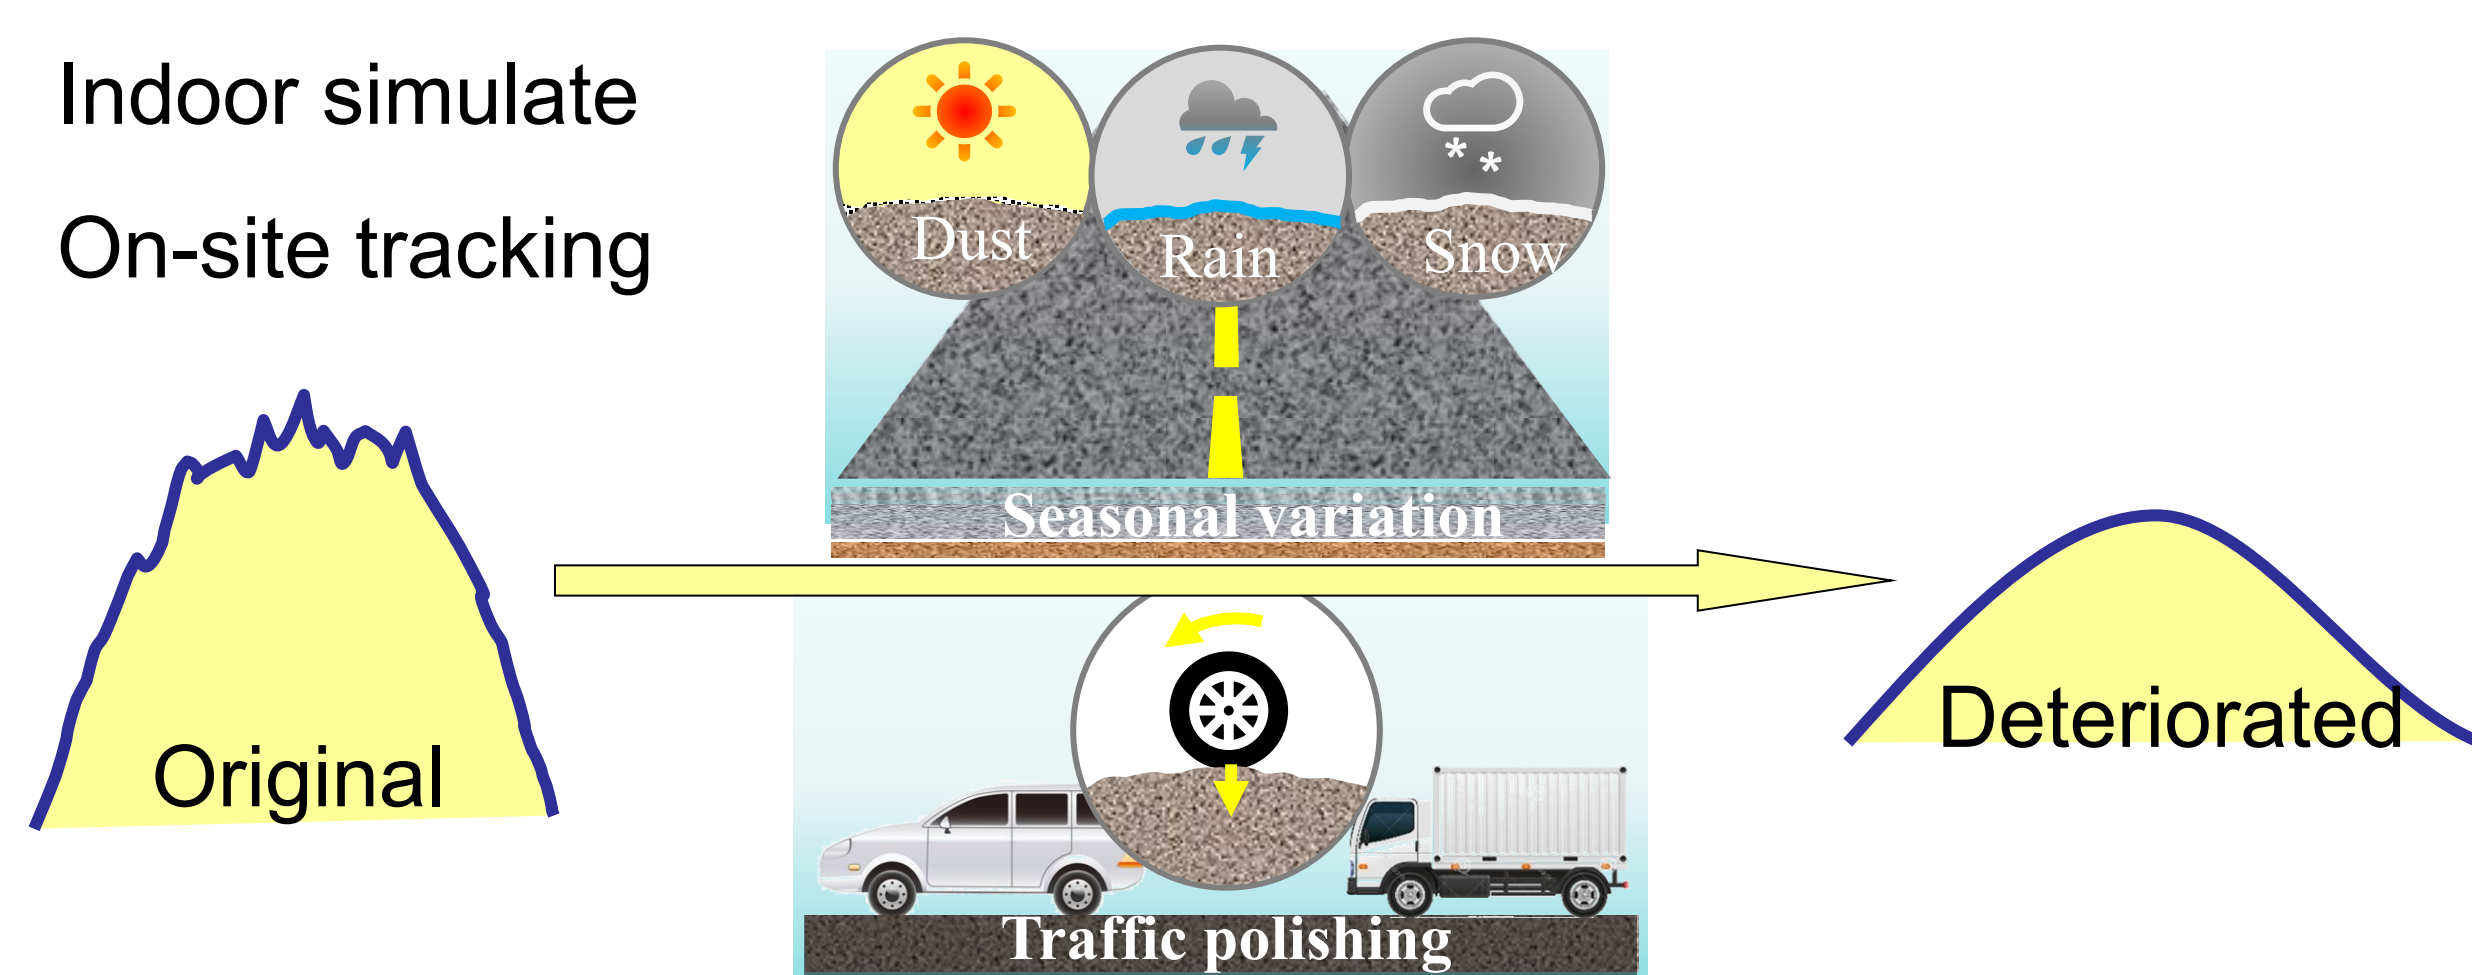 Indoor simulate
On-site tracking
Dust
Rain
Snow
Seasonal variation
Original
Deteriorated
Traffic polishing